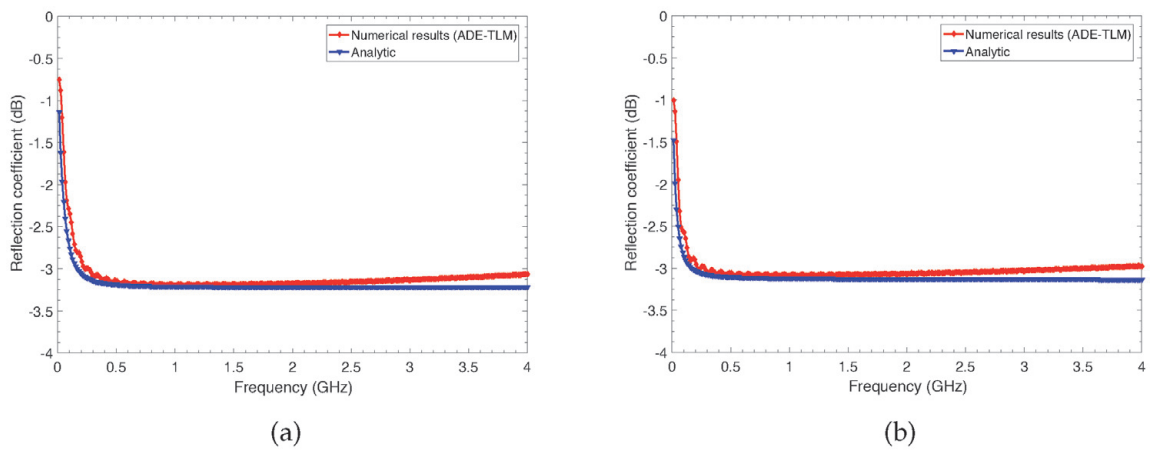 0
-0.5
-1
-1.5
-2
-2.5
-3
-3.5
-4
Reflection coefficient (dB)
Numerical results (ADE-TLM)
Analytic
0 0.5 1 1.5 2 2.5 3 3.5 4
Frequency (GHz)
(a)
0
-0.5
-1
-1.5
-2
-2.5
-3
-3.5
-4
Reflection coefficient (dB)
Numerical results (ADE-TLM)
Analytic
0 0.5 1 1.5 2 2.5 3 3.5 4
Frequency (GHz)
(b)